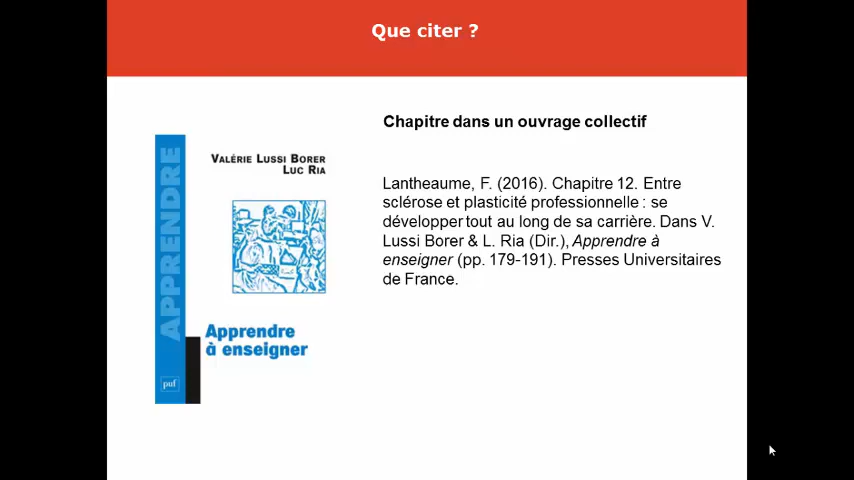 Que citer ?
Chapitre dans un ouvrage collectif
Lantheaume, F. (2016). Chapitre 12. Entre
sclérose et plasticité professionnelle : se
développer tout au long de sa carrière. Dans V.
Lussi Borer & L. Ria (Dir.), Apprendre à
enseigner (pp. 179-191). Presses Universitaires
de France.
APPRENDRE
VALÉRIE LUSSI BORER
LUC RIA
Apprendre
à enseigner
puf